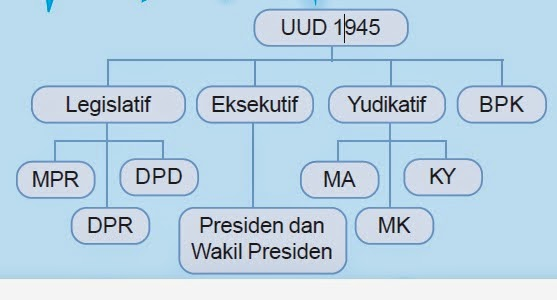 UUD 1945
Legislatif
Eksekutif
Yudikatif
BPK
MPR
DPD
MA
KY
DPR
Presiden dan
Wakil Presiden
MK